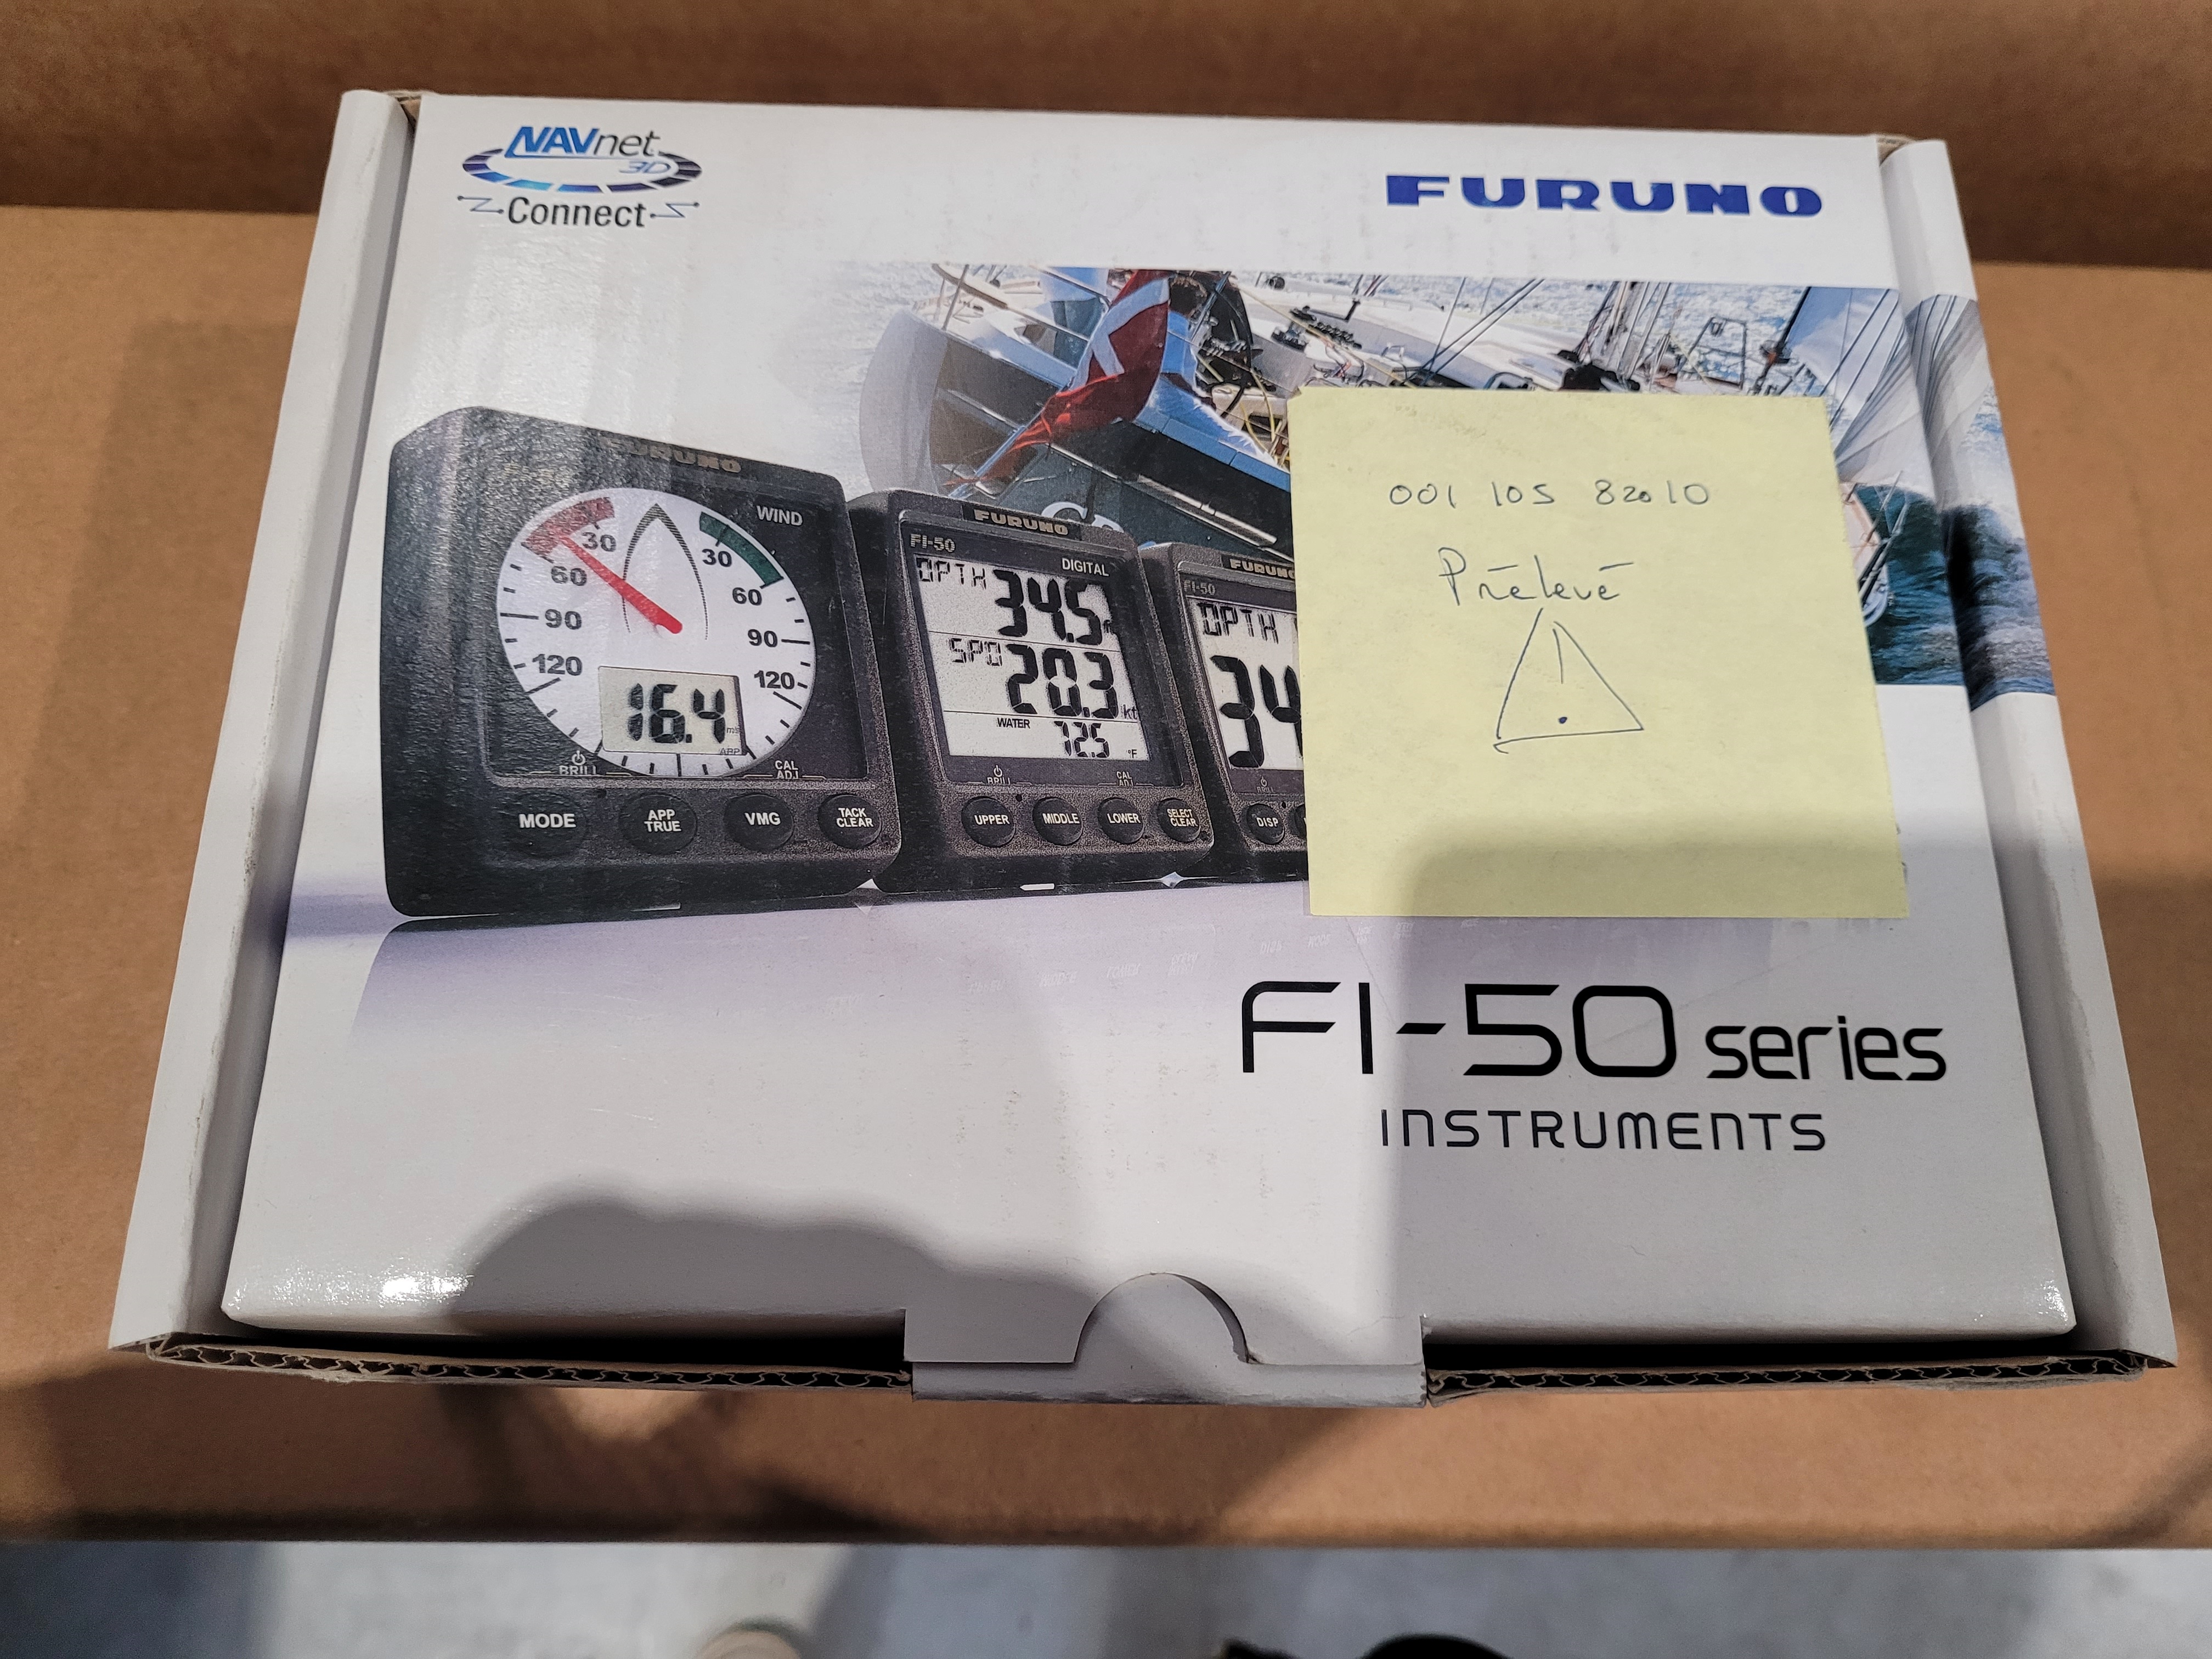 NAVnet
3D
Connect
FURUNO
FURUNO
WIND
30
30
60
60
90
90
120
120
16.4
BRILL
CAL
ADJ
MODE
APP
TRUE
VMG
TACK
CLEAR
FURUNO
FI-50
DIGITAL
DPTH 34.5
SPD 20.3 kt
WATER
72.5 °F
BRILL
CAL
ADJ
UPPER
MIDDLE
LOWER
SELECT
CLEAR
FURUNO
FI-50
DPTH
34
DISP
001 105 82010
Prélevé
!
FI-50 series
INSTRUMENTS